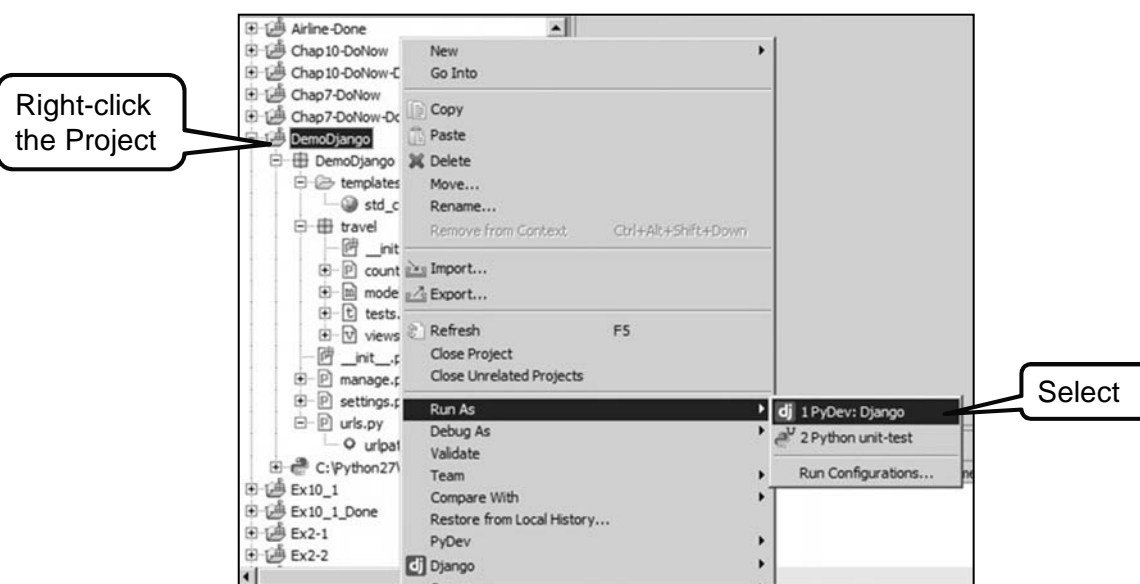 Right-click
the Project
Airline-Done
Chap10-DoNow
Chap10-DoNow-D
Chap7-DoNow
Chap7-DoNow-Do
DemoDjango
DemoDjango
templates
std_c
travel
__init
count
mode
tests.
views
__init__.p
manage.p
settings.p
urls.py
urlpat
C:\Python27\
Ex10_1
Ex10_1_Done
Ex2-1
Ex2-2
New
Go Into
Copy
Paste
Delete
Move...
Rename...
Remove from Context Ctrl+Alt+Shift+Down
Import...
Export...
Refresh F5
Close Project
Close Unrelated Projects
Run As
Debug As
Validate
Team
Compare With
Restore from Local History...
PyDev
dj Django
dj 1 PyDev: Django
2 Python unit-test
Run Configurations...
Select